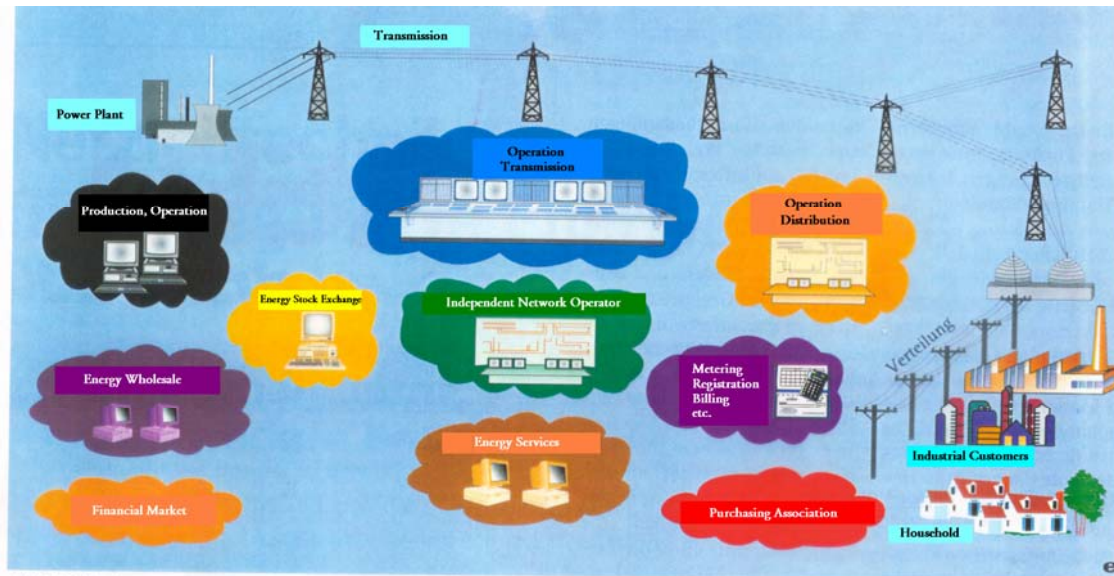 Transmission
Power Plant
Operation
Transmission
Production, Operation
Operation
Distribution
Energy Stock Exchange
Independent Network Operator
Verteilung
Energy Wholesale
Metering
Registration
Billing
etc.
Energy Services
Industrial Customers
Financial Market
Purchasing Association
Household
e